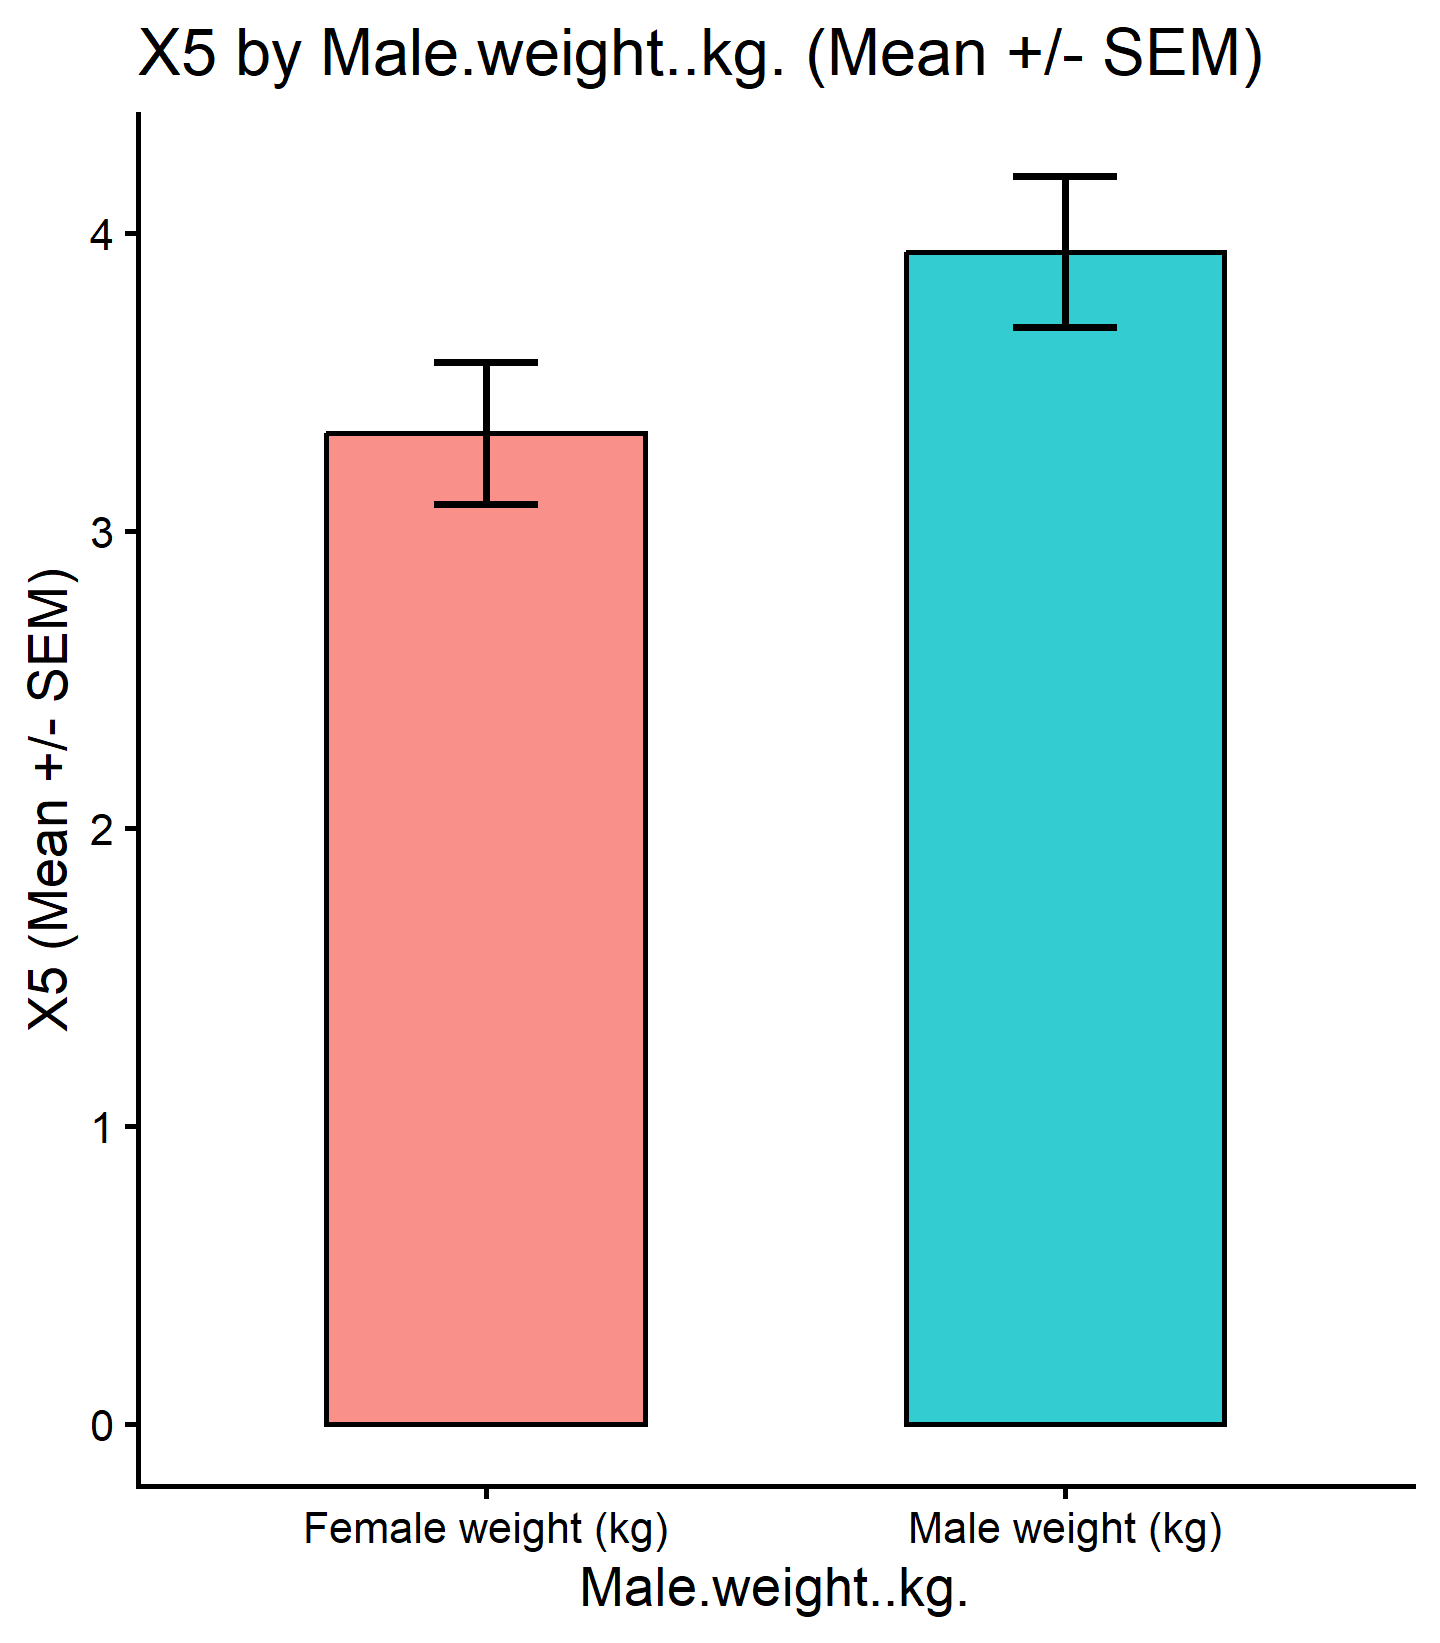 X5 by Male.weight..kg. (Mean +/- SEM)
X5 (Mean +/- SEM)
4
3
2
1
0
Female weight (kg)
Male weight (kg)
Male.weight..kg.